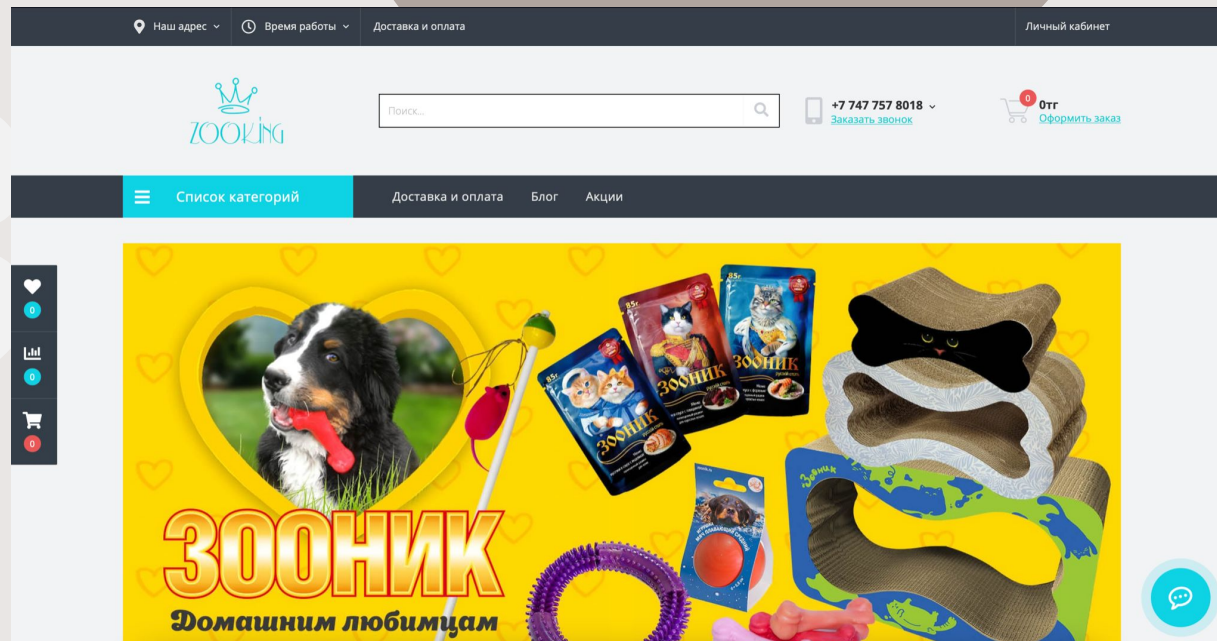 Наш адрес
Время работы
Доставка и оплата
Личный кабинет
ZOOKING
Поиск...
+7 747 757 8018
Заказать звонок
0
0тг
Оформить заказ
Список категорий
Доставка и оплата
Блог
Акции
0
0
0
85г
85г
85г
ЗООНИК
ЗООНИК
ЗООНИК
Зооник
ЗООНИК
Домашним любимцам